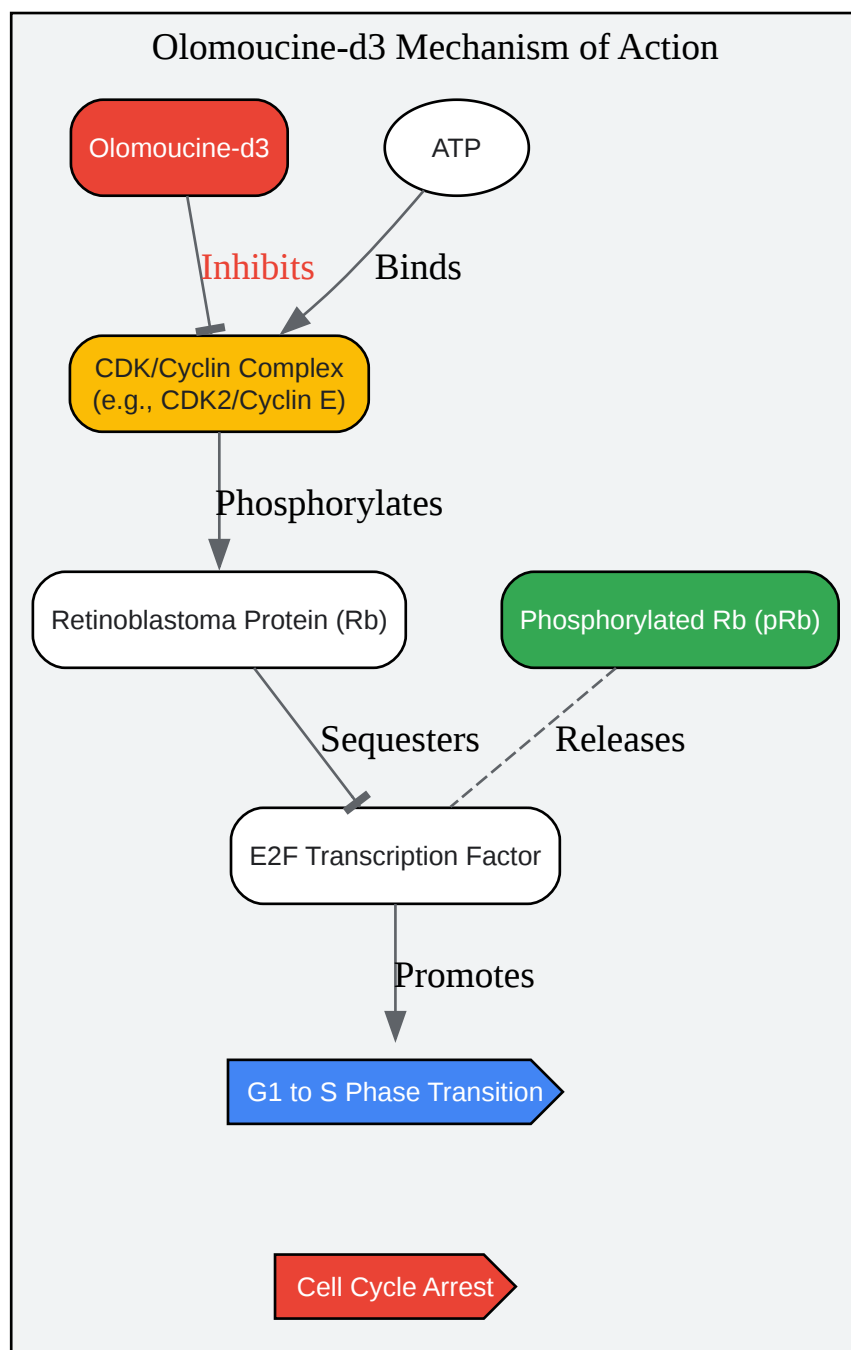 Olomoucine-d3 Mechanism of Action
Olomoucine-d3
ATP
Inhibits
Binds
CDK/Cyclin Complex
(e.g., CDK2/Cyclin E)
Phosphorylates
Retinoblastoma Protein (Rb)
Phosphorylated Rb (pRb)
Sequesters
Releases
E2F Transcription Factor
Promotes
G1 to S Phase Transition
Cell Cycle Arrest